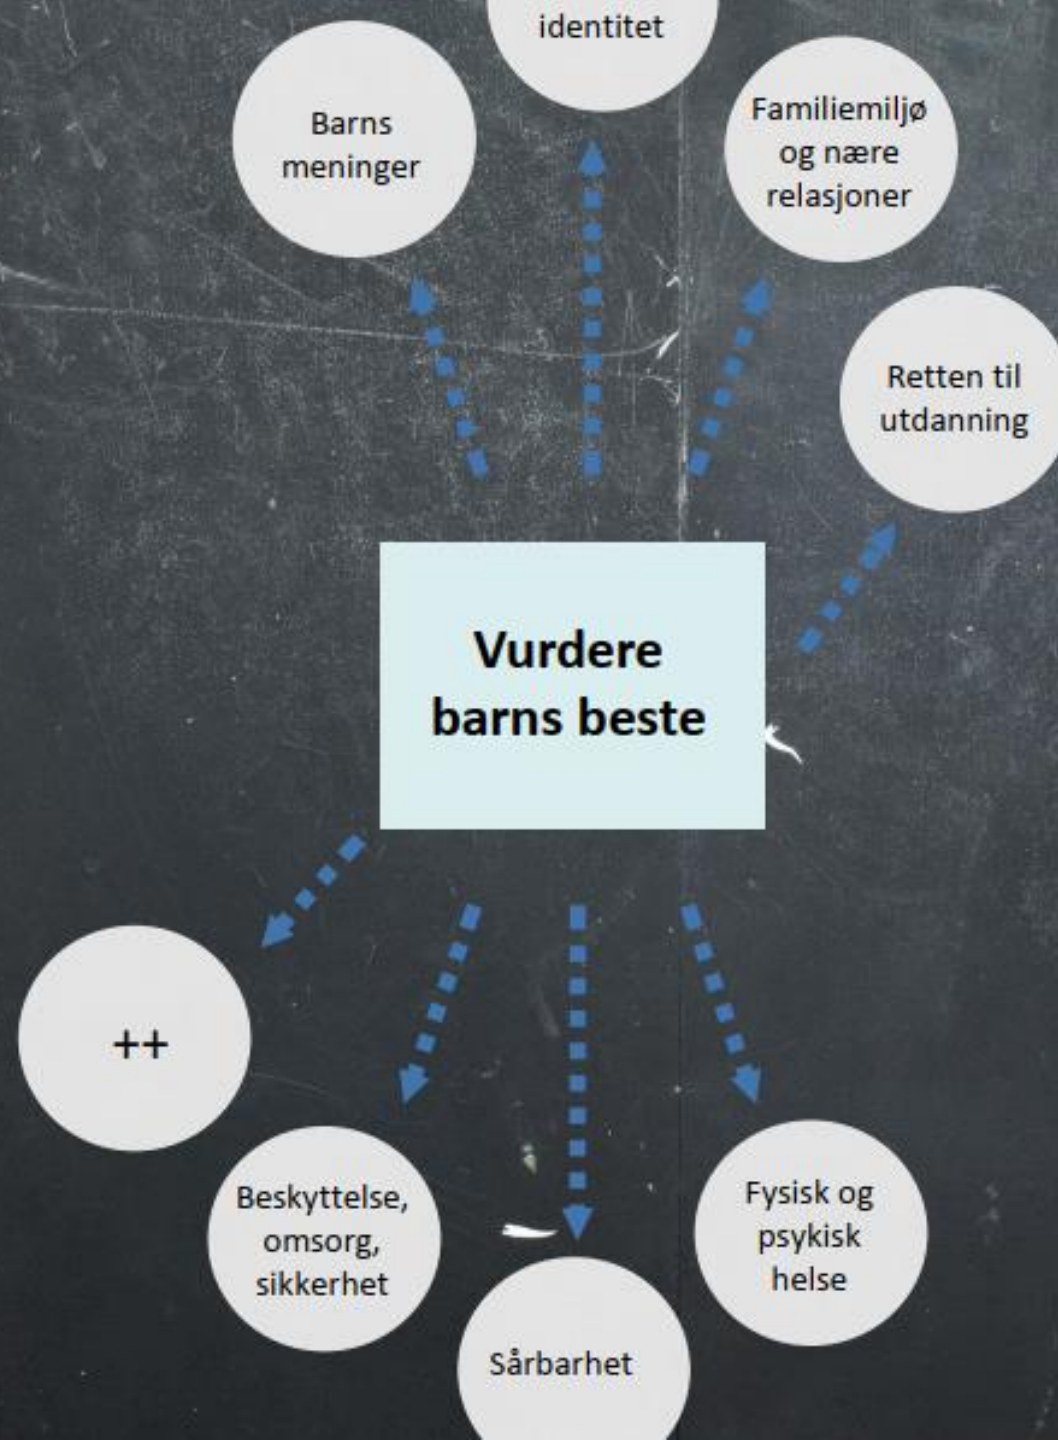 identitet
Barns
meninger
Familiemiljø
og nære
relasjoner
Retten til
utdanning
Vurdere
barns beste
++
Beskyttelse,
omsorg,
sikkerhet
Fysisk og
psykisk
helse
Sårbarhet